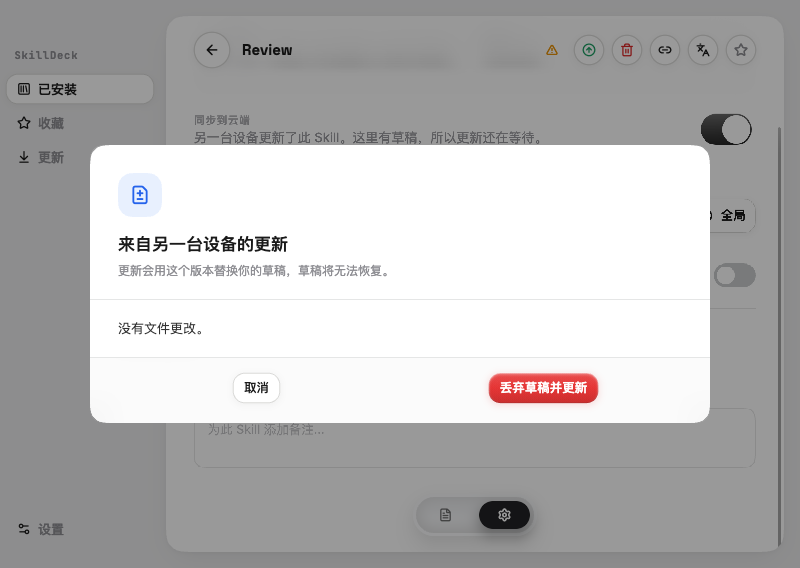 SkillDeck
已安装
收藏
更新
设置
Review
同步到云端
另一台设备更新了此 Skill。这里有草稿，所以更新还在等待。
全局
来自另一台设备的更新
更新会用这个版本替换你的草稿，草稿将无法恢复。
没有文件更改。
取消
丢弃草稿并更新
为此 Skill 添加备注...